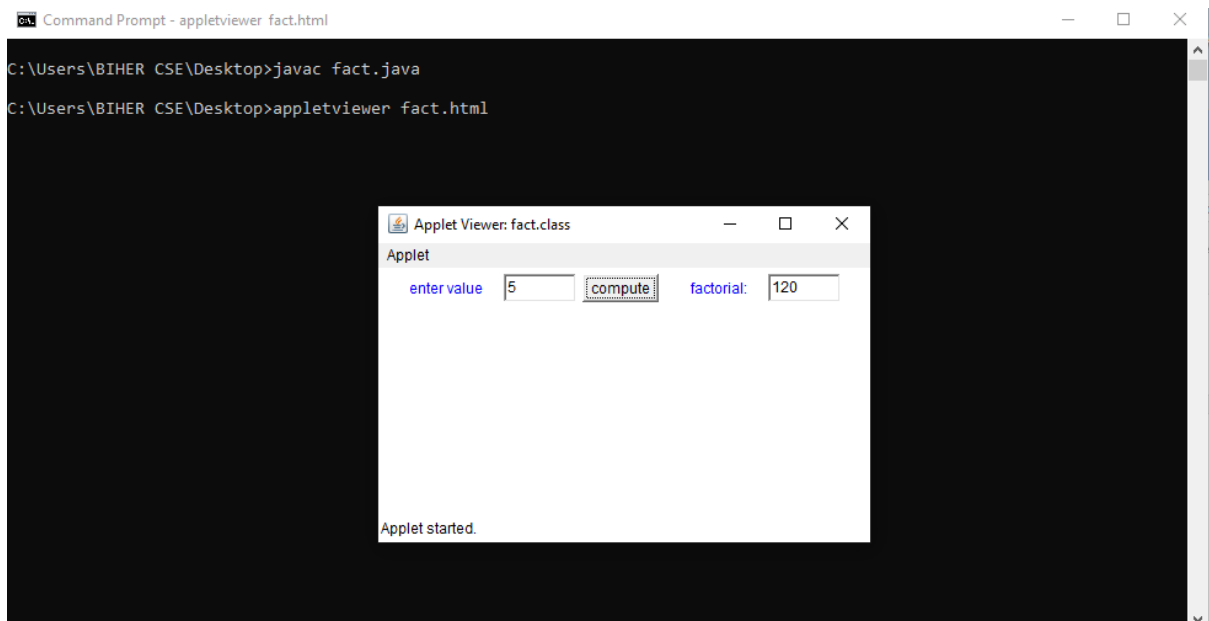 Command Prompt - appletviewer fact.html
C:\Users\BIHER CSE\Desktop>javac fact.java
C:\Users\BIHER CSE\Desktop>appletviewer fact.html
Applet Viewer: fact.class
Applet
enter value 5 compute factorial: 120
Applet started.